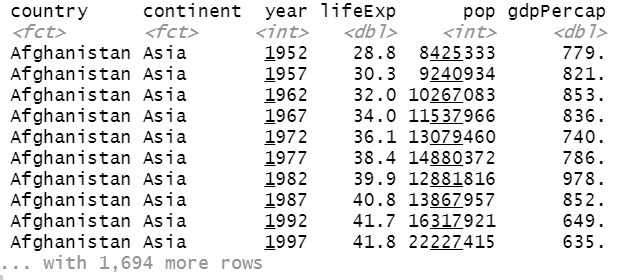 country continent year lifeExp pop gdpPercap
<fct> <fct> <int> <dbl> <int> <dbl>
Afghanistan Asia 1952 28.8 8425333 779.
Afghanistan Asia 1957 30.3 9240934 821.
Afghanistan Asia 1962 32.0 10267083 853.
Afghanistan Asia 1967 34.0 11537966 836.
Afghanistan Asia 1972 36.1 13079460 740.
Afghanistan Asia 1977 38.4 14880372 786.
Afghanistan Asia 1982 39.9 12881816 978.
Afghanistan Asia 1987 40.8 13867957 852.
Afghanistan Asia 1992 41.7 16317921 649.
Afghanistan Asia 1997 41.8 22227415 635.
... with 1,694 more rows